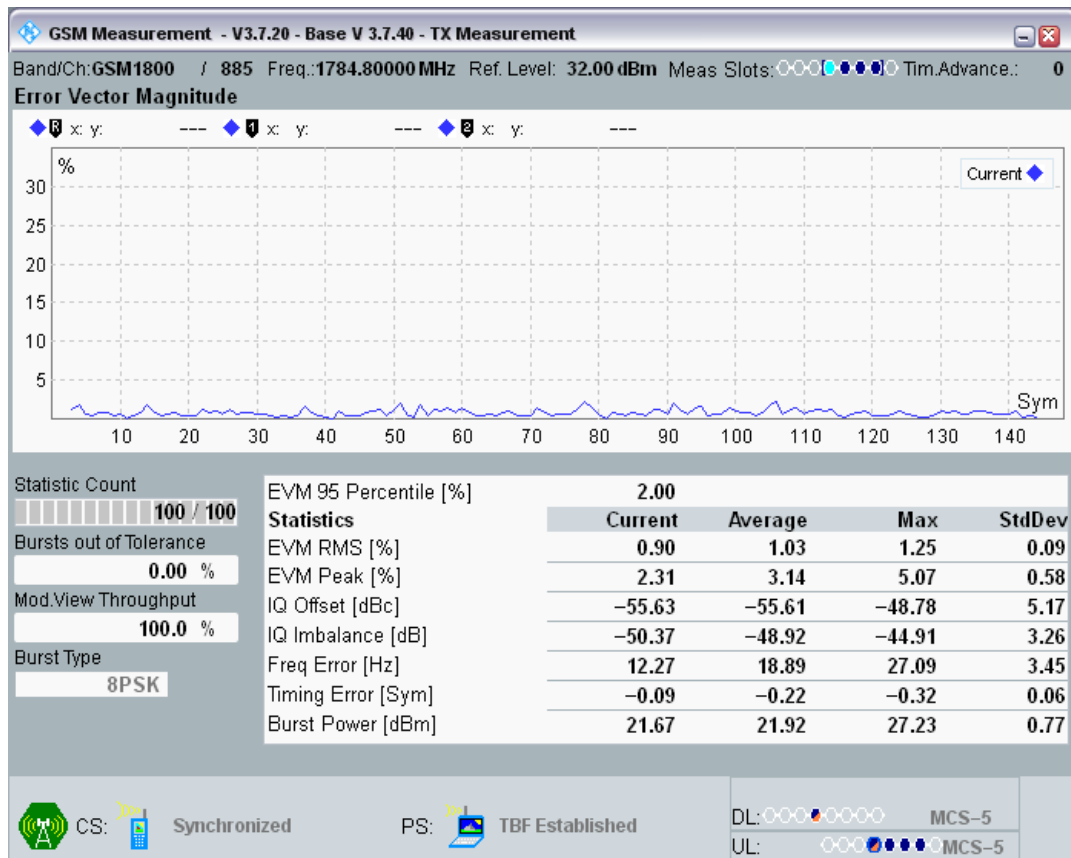 GSM Measurement - V3.7.20 - Base V 3.7.40 - TX Measurement
Band/Ch:GSM1800 / 885 Freq.:1784.80000 MHz Ref. Level: 32.00 dBm Meas Slots: Tim.Advance.: 0
Error Vector Magnitude
R x: y: --- 1 x: y: --- 2 x: y: ---
%
Current
30
25
20
15
10
5
Sym
10 20 30 40 50 60 70 80 90 100 110 120 130 140
Statistic Count
100 / 100
Bursts out of Tolerance
0.00 %
Mod.View Throughput
100.0 %
Burst Type
8PSK
EVM 95 Percentile [%] 2.00
Statistics Current Average Max StdDev
EVM RMS [%] 0.90 1.03 1.25 0.09
EVM Peak [%] 2.31 3.14 5.07 0.58
IQ Offset [dBc] −55.63 −55.61 −48.78 5.17
IQ Imbalance [dB] −50.37 −48.92 −44.91 3.26
Freq Error [Hz] 12.27 18.89 27.09 3.45
Timing Error [Sym] −0.09 −0.22 −0.32 0.06
Burst Power [dBm] 21.67 21.92 27.23 0.77
CS: Synchronized PS: TBF Established
DL: MCS−5
UL: MCS−5